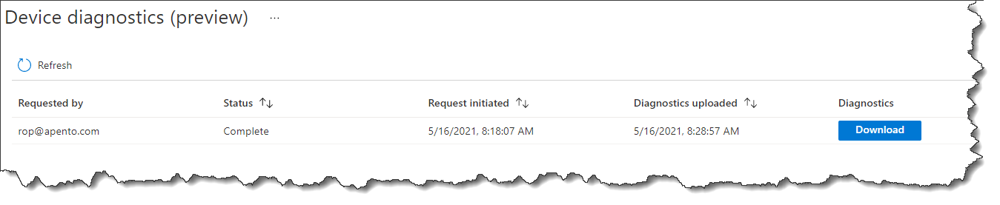 Device diagnostics (preview) ...
Refresh
Requested by Status Request initiated Diagnostics uploaded Diagnostics
rop@apento.com Complete 5/16/2021, 8:18:07 AM 5/16/2021, 8:28:57 AM Download